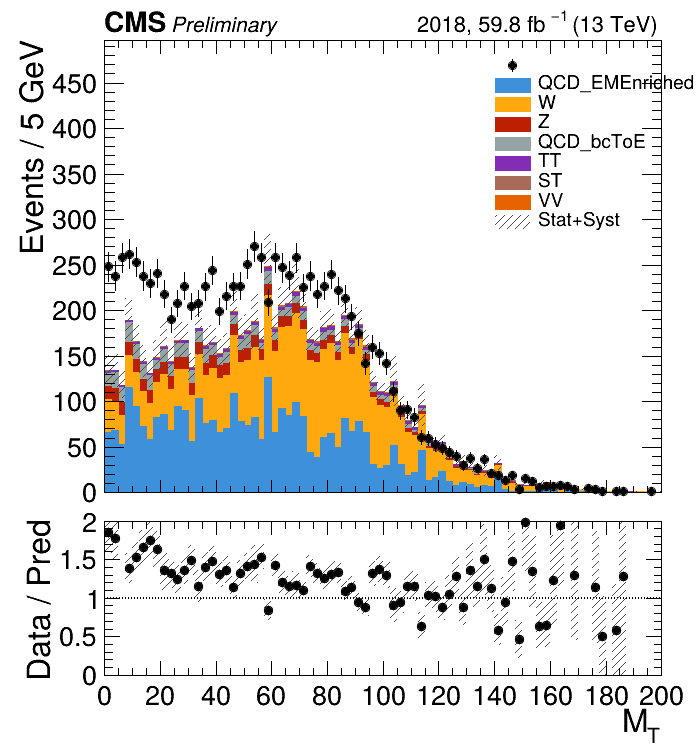 CMS Preliminary 2018, 59.8 fb⁻¹ (13 TeV)
Events / 5 GeV
450
400
350
300
250
200
150
100
50
0
QCD_EMEnriched
W
Z
QCD_bcToE
TT
ST
VV
Stat+Syst
Data / Pred
2
1.5
1
0.5
0
0 20 40 60 80 100 120 140 160 180 200
M_T